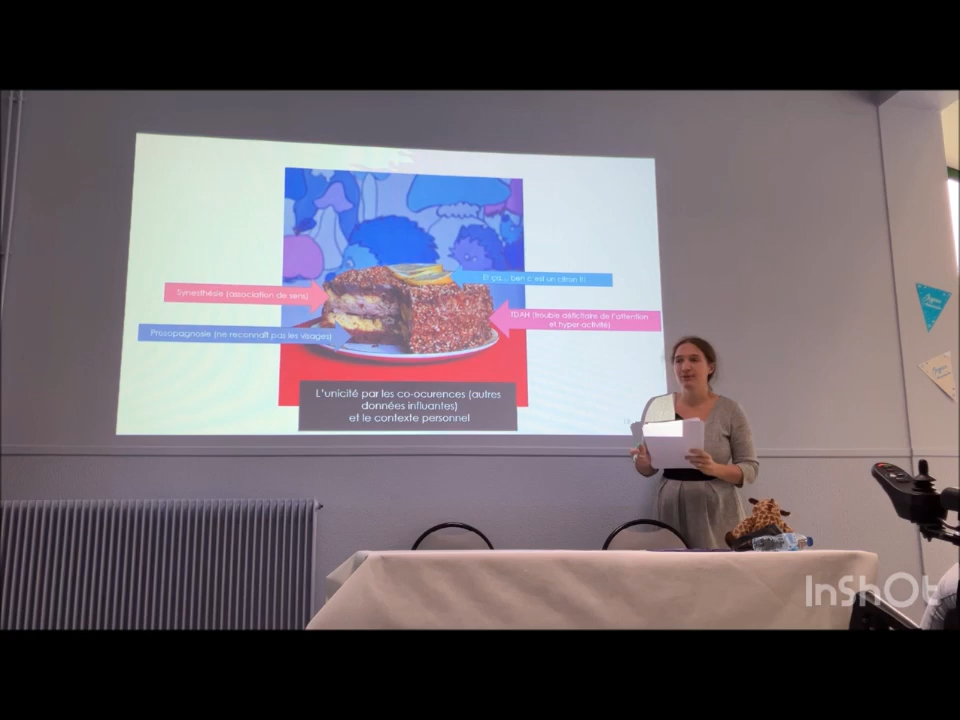 Et ça... ben c'est un citron !!!
Synesthésie (association de sens)
TDAH (trouble déficitaire de l'attention
et hyper-activité)
Prosopagnosie (ne reconnaît pas les visages)
L'unicité par les co-ocurences (autres
données influantes)
et le contexte personnel
InShOt